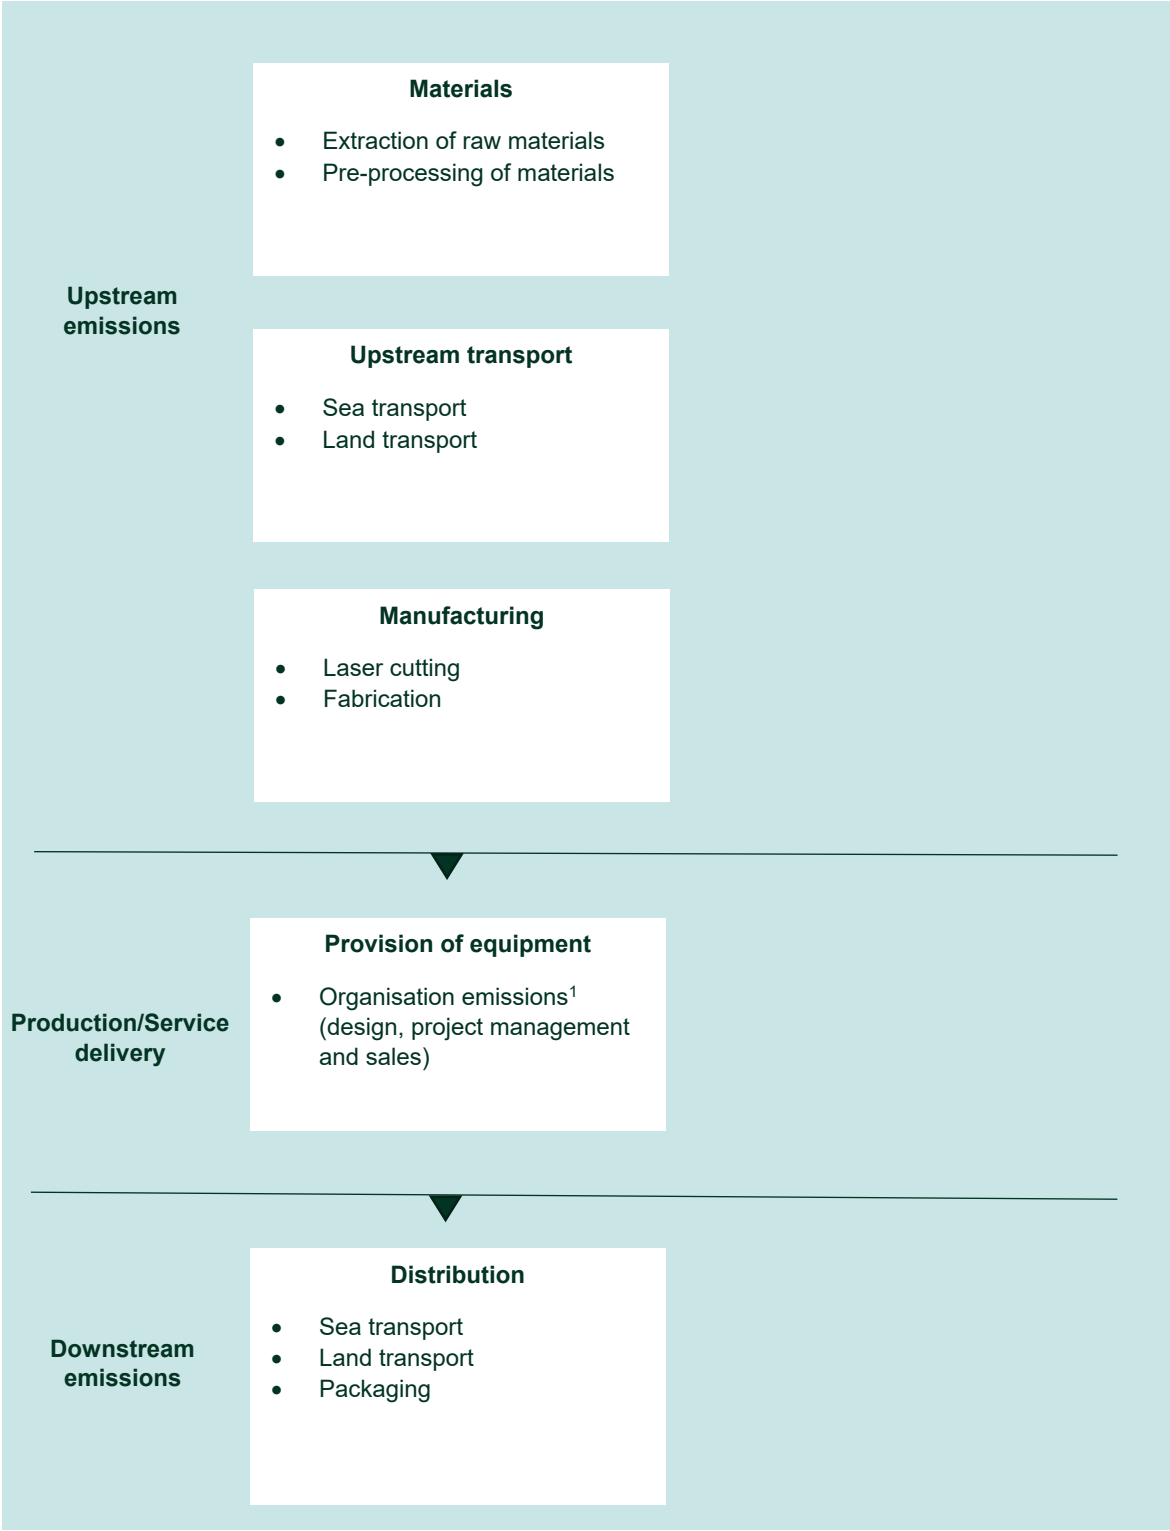 Materials
• Extraction of raw materials
• Pre-processing of materials
Upstream
emissions
Upstream transport
• Sea transport
• Land transport
Manufacturing
• Laser cutting
• Fabrication
Provision of equipment
• Organisation emissions¹
(design, project management
and sales)
Production/Service
delivery
Distribution
• Sea transport
• Land transport
• Packaging
Downstream
emissions